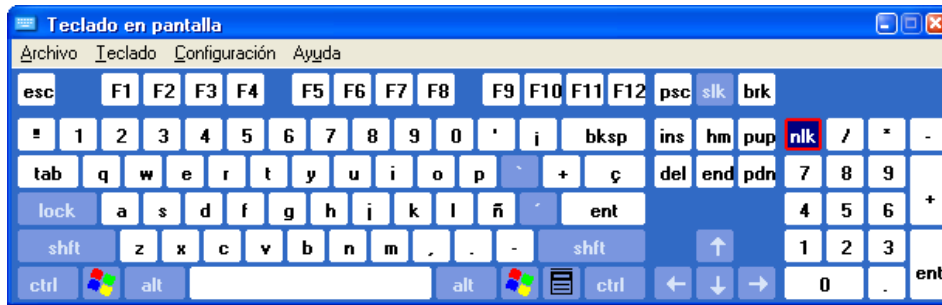 Teclado en pantalla
Archivo Teclado Configuración Ayuda
esc F1 F2 F3 F4 F5 F6 F7 F8 F9 F10 F11 F12 psc slk brk
º 1 2 3 4 5 6 7 8 9 0 ' ¡ bksp ins hm pup nlk / * -
tab q w e r t y u i o p ` + ç del end pdn 7 8 9 +
lock a s d f g h j k l ñ ´ ent 4 5 6
shft z x c v b n m , . - shft ↑ 1 2 3 ent
ctrl alt alt ctrl ← ↓ → 0 .